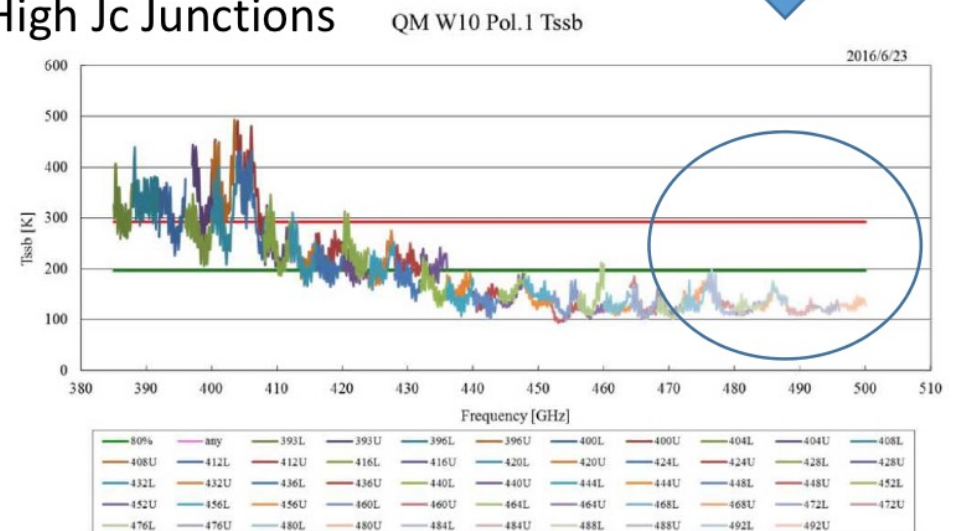 High Jc Junctions
QM W10 Pol.1 Tssb
2016/6/23
600
500
400
300
200
100
0
Tssb [K]
380 390 400 410 420 430 440 450 460 470 480 490 500 510
Frequency [GHz]
80% any 393L 393U 396L 396U 400L 400U 404L 404U 408L
408U 412L 412U 416L 416U 420L 420U 424L 424U 428L 428U
432L 432U 436L 436U 440L 440U 444L 444U 448L 448U 452L
452U 456L 456U 460L 460U 464L 464U 468L 468U 472L 472U
476L 476U 480L 480U 484L 484U 488L 488U 492L 492U